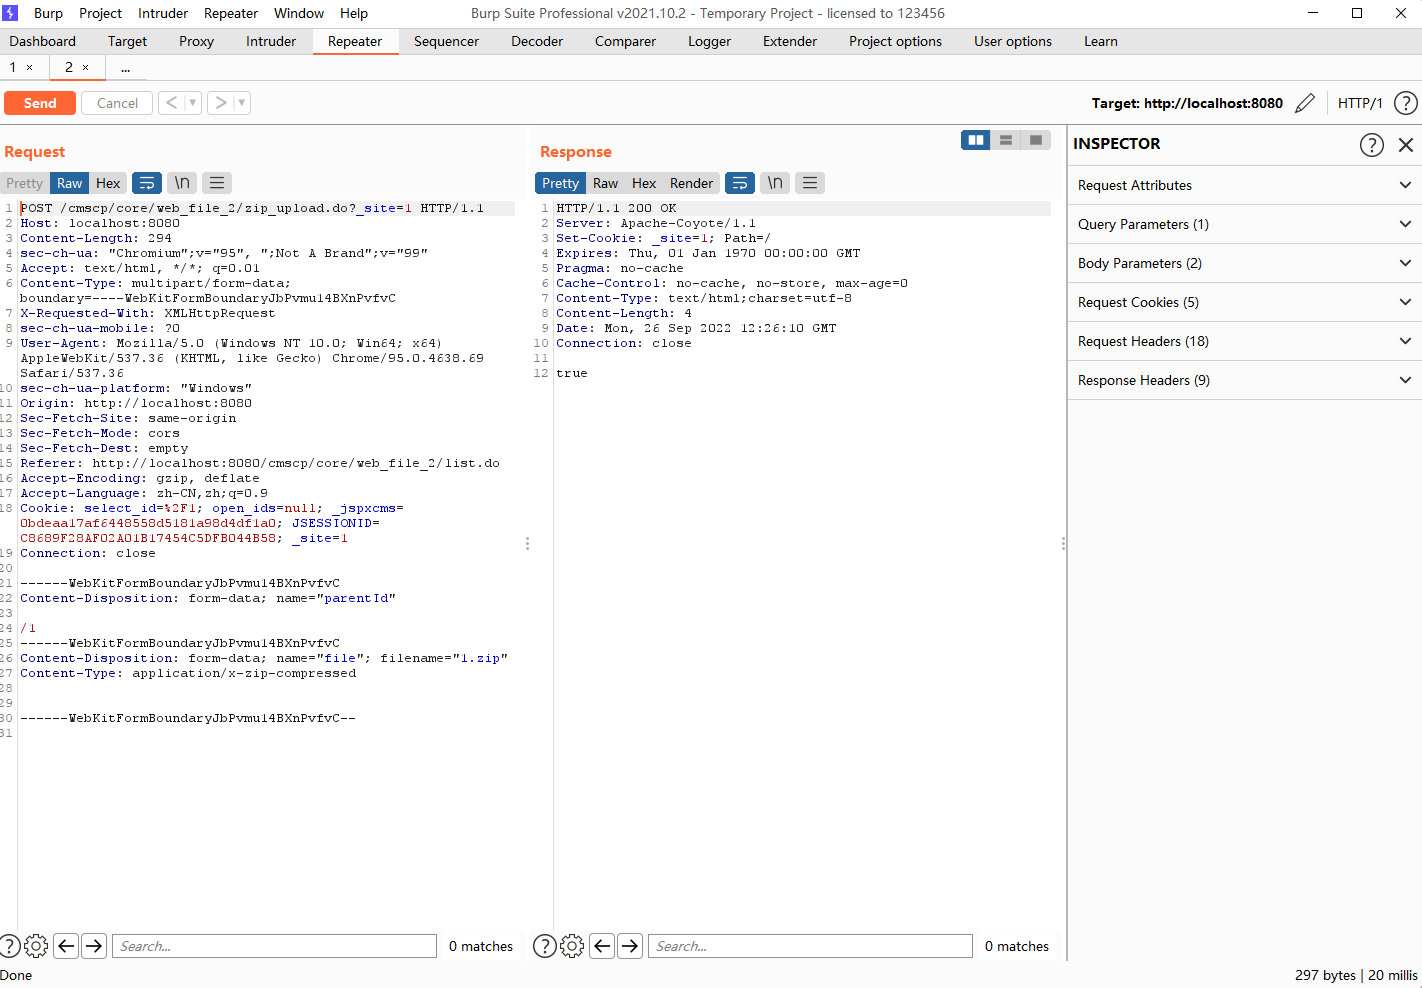 Burp Project Intruder Repeater Window Help Burp Suite Professional v2021.10.2 - Temporary Project - licensed to 123456
Dashboard Target Proxy Intruder Repeater Sequencer Decoder Comparer Logger Extender Project options User options Learn
1 × 2 × ...
Send Cancel < ▼ > ▼ Target: http://localhost:8080 HTTP/1 ?
Request
Pretty Raw Hex \n
1 POST /cmscp/core/web_file_2/zip_upload.do?_site=1 HTTP/1.1
2 Host: localhost:8080
3 Content-Length: 294
4 sec-ch-ua: "Chromium";v="95", ";Not A Brand";v="99"
5 Accept: text/html, */*; q=0.01
6 Content-Type: multipart/form-data;
boundary=----WebKitFormBoundaryJbPvmu14BXnPvfvC
7 X-Requested-With: XMLHttpRequest
8 sec-ch-ua-mobile: ?0
9 User-Agent: Mozilla/5.0 (Windows NT 10.0; Win64; x64)
AppleWebKit/537.36 (KHTML, like Gecko) Chrome/95.0.4638.69
Safari/537.36
10 sec-ch-ua-platform: "Windows"
11 Origin: http://localhost:8080
12 Sec-Fetch-Site: same-origin
13 Sec-Fetch-Mode: cors
14 Sec-Fetch-Dest: empty
15 Referer: http://localhost:8080/cmscp/core/web_file_2/list.do
16 Accept-Encoding: gzip, deflate
17 Accept-Language: zh-CN,zh;q=0.9
18 Cookie: select_id=%2F1; open_ids=null; _jspxcms=
0bdeaa17af6448558d5181a98d4df1a0; JSESSIONID=
C8689F28AF02A01B17454C5DFB044B58; _site=1
19 Connection: close
20
21 ------WebKitFormBoundaryJbPvmu14BXnPvfvC
22 Content-Disposition: form-data; name="parentId"
23
24 /1
25 ------WebKitFormBoundaryJbPvmu14BXnPvfvC
26 Content-Disposition: form-data; name="file"; filename="1.zip"
27 Content-Type: application/x-zip-compressed
28
29
30 ------WebKitFormBoundaryJbPvmu14BXnPvfvC--
31
? Search... 0 matches
Response
Pretty Raw Hex Render \n
1 HTTP/1.1 200 OK
2 Server: Apache-Coyote/1.1
3 Set-Cookie: _site=1; Path=/
4 Expires: Thu, 01 Jan 1970 00:00:00 GMT
5 Pragma: no-cache
6 Cache-Control: no-cache, no-store, max-age=0
7 Content-Type: text/html;charset=utf-8
8 Content-Length: 4
9 Date: Mon, 26 Sep 2022 12:26:10 GMT
10 Connection: close
11
12 true
? Search... 0 matches
INSPECTOR ?
Request Attributes
Query Parameters (1)
Body Parameters (2)
Request Cookies (5)
Request Headers (18)
Response Headers (9)
Done 297 bytes | 20 millis